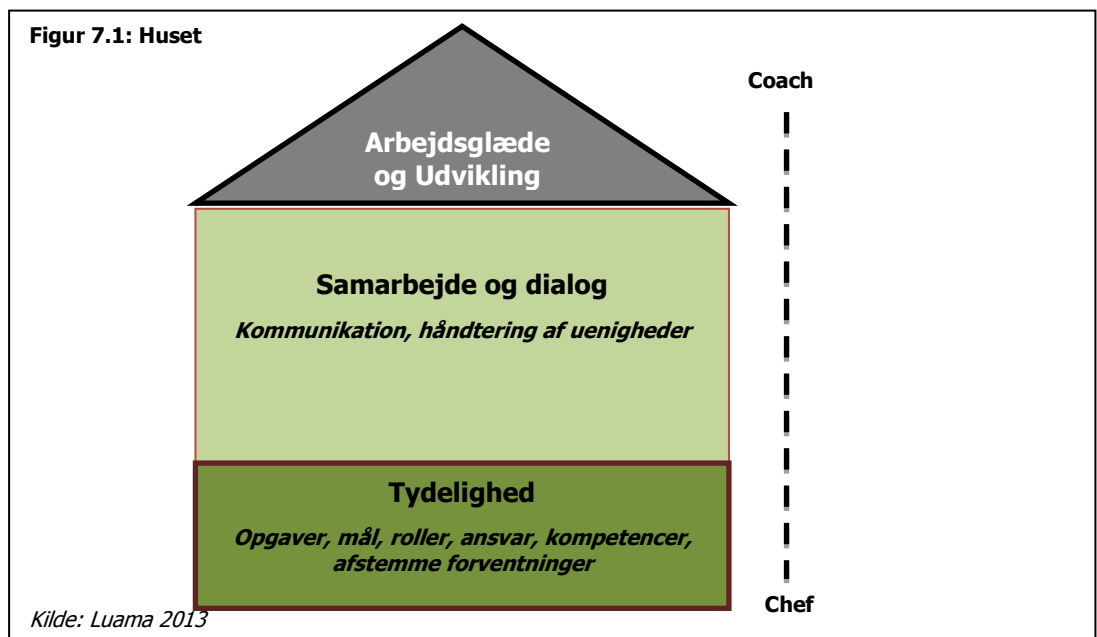 Figur 7.1: Huset
Coach
Arbejdsglæde
og Udvikling
Samarbejde og dialog
Kommunikation, håndtering af uenigheder
Tydelighed
Opgaver, mål, roller, ansvar, kompetencer,
afstemme forventninger
Chef
Kilde: Luama 2013